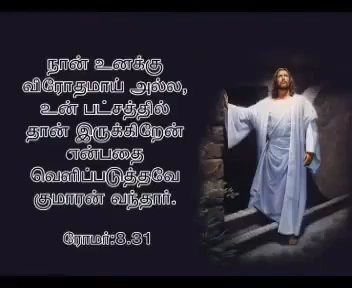 நான் உனக்கு
விரோதமாய் அல்ல,
உன் பட்சத்தில்
தான் இருக்கிறேன்
என்பதை
வெளிப்படுத்தவே
குமாரன் வந்தார்.
ரோமர்:8.31